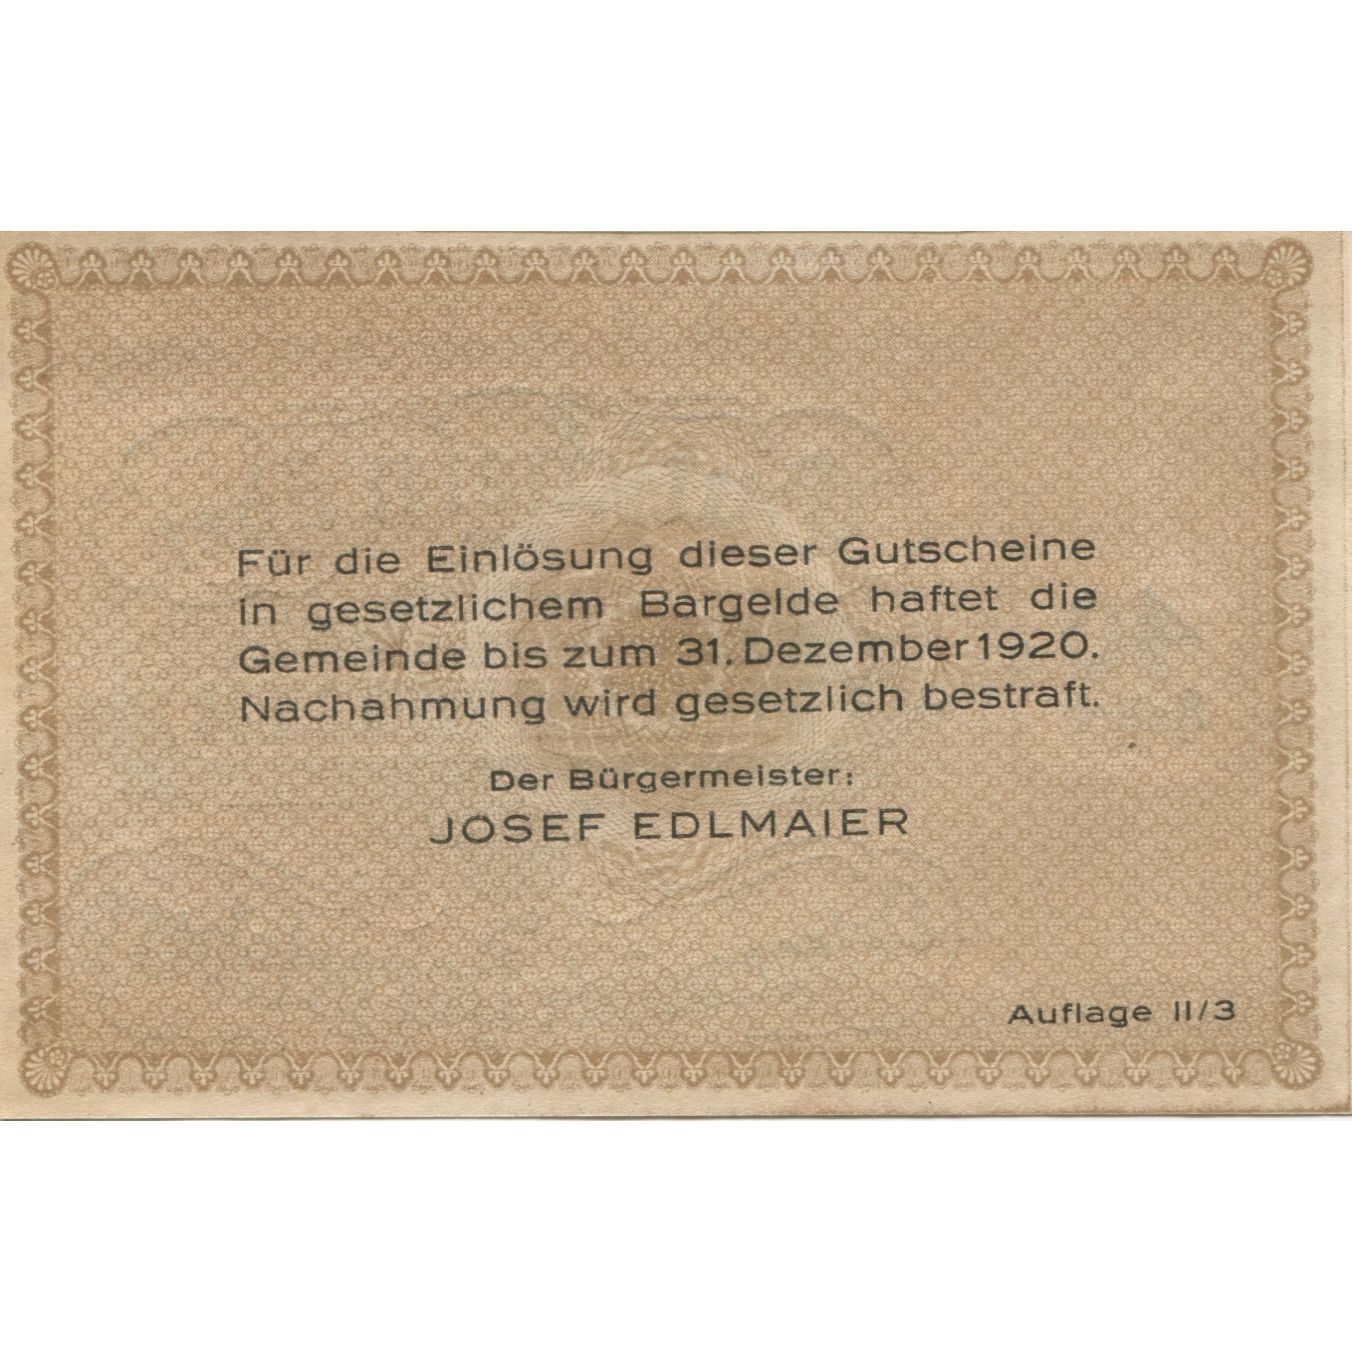 Für die Einlösung dieser Gutscheine
in gesetzlichem Bargelde haftet die
Gemeinde bis zum 31. Dezember 1920.
Nachahmung wird gesetzlich bestraft.
Der Bürgermeister:
JOSEF EDLMAIER
Auflage II/3